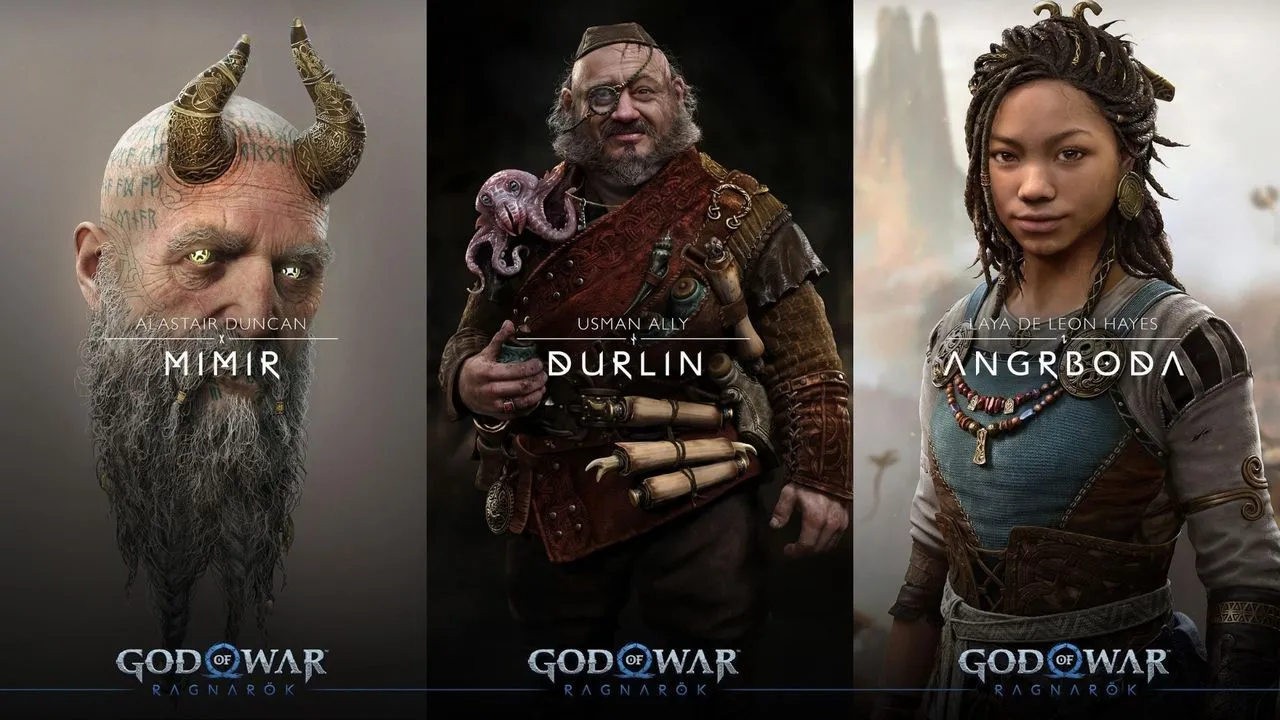 ALASTAIR DUNCAN
MIMIR
GOD OF WAR
RAGNARÖK
USMAN ALLY
DURLIN
GOD OF WAR
RAGNARÖK
LAYA DE LEON HAYES
ANGRBODA
GOD OF WAR
RAGNARÖK